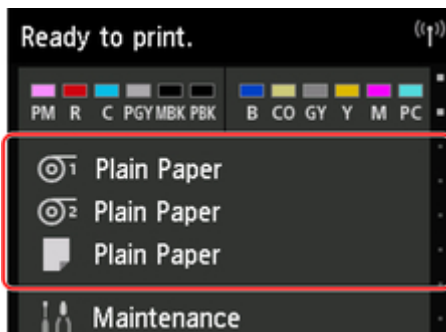 Ready to print.
PM R C PGY MBK PBK B CO GY Y M PC
1 Plain Paper
2 Plain Paper
Plain Paper
Maintenance